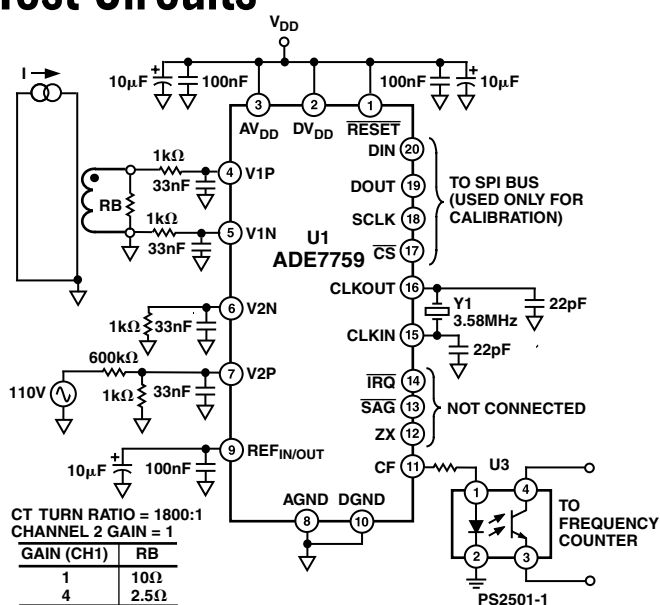 Test Circuits
VDD
I
10μF 100nF 100nF 10μF
3 2 1
AVDD DVDD RESET
DIN 20
DOUT 19
SCLK 18
CS 17
TO SPI BUS
(USED ONLY FOR
CALIBRATION)
1kΩ
33nF
4 V1P
RB
1kΩ
33nF
5 V1N
U1
ADE7759
CLKOUT 16
22pF
Y1
3.58MHz
CLKIN 15
22pF
6 V2N
1kΩ 33nF
600kΩ
7 V2P
110V
1kΩ 33nF
IRQ 14
SAG 13
ZX 12
NOT CONNECTED
9 REFIN/OUT
10μF 100nF
CF 11
U3
1 4
2 3
TO
FREQUENCY
COUNTER
PS2501-1
AGND DGND
8 10
CT TURN RATIO = 1800:1
CHANNEL 2 GAIN = 1
GAIN (CH1) RB
1 10Ω
4 2.5Ω